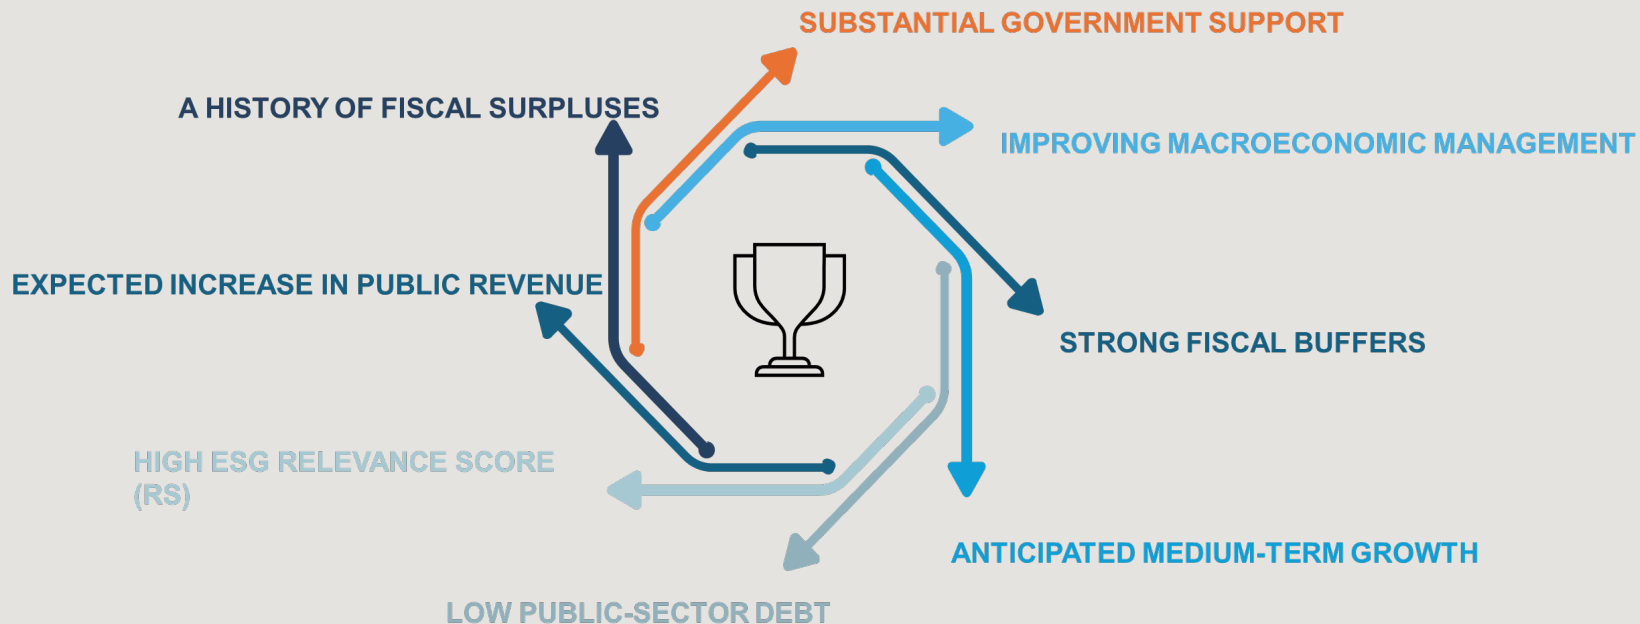 SUBSTANTIAL GOVERNMENT SUPPORT
A HISTORY OF FISCAL SURPLUSES
IMPROVING MACROECONOMIC MANAGEMENT
EXPECTED INCREASE IN PUBLIC REVENUE
STRONG FISCAL BUFFERS
HIGH ESG RELEVANCE SCORE
(RS)
ANTICIPATED MEDIUM-TERM GROWTH
LOW PUBLIC-SECTOR DEBT